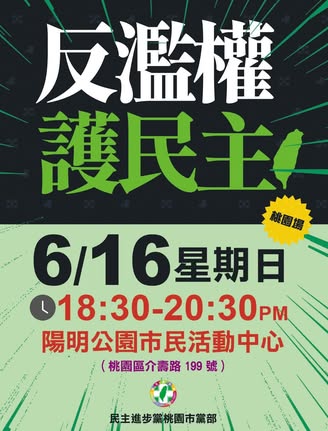 反濫權
護民主
桃園場
6/16星期日
18:30-20:30PM
陽明公園市民活動中心
（桃園區介壽路 199 號）
民主進步黨桃園市黨部